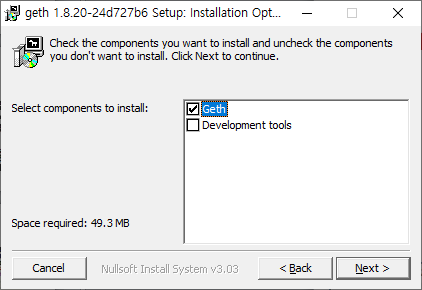 geth 1.8.20-24d727b6 Setup: Installation Opt...
Check the components you want to install and uncheck the components
you don't want to install. Click Next to continue.
Select components to install:
Geth
Development tools
Space required: 49.3 MB
Cancel
Nullsoft Install System v3.03
< Back
Next >